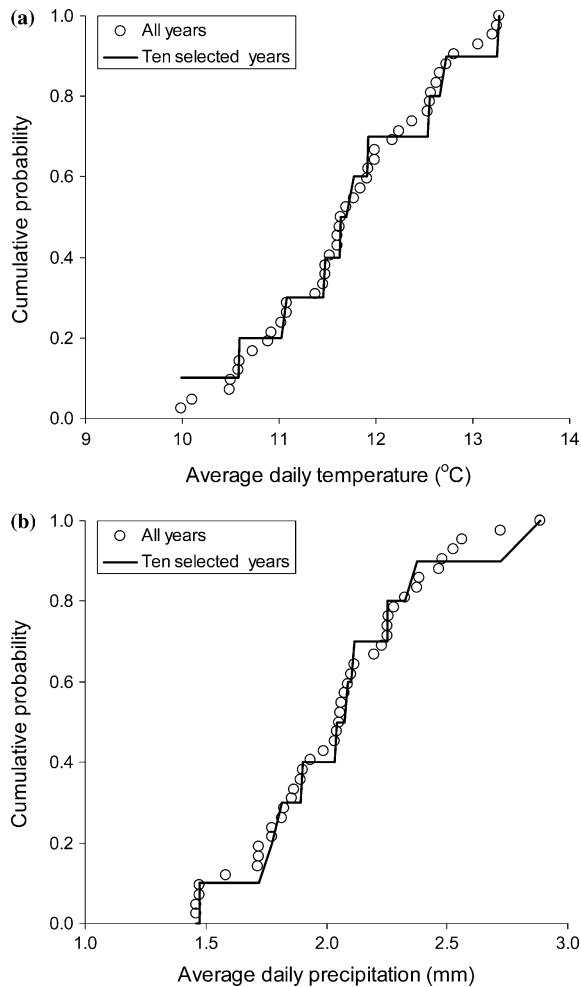 (a)
All years
Ten selected years
1.0
0.8
0.6
0.4
0.2
0.0
Cumulative probability
9 10 11 12 13 14
Average daily temperature (°C)
(b)
All years
Ten selected years
1.0
0.8
0.6
0.4
0.2
0.0
Cumulative probability
1.0 1.5 2.0 2.5 3.0
Average daily precipitation (mm)